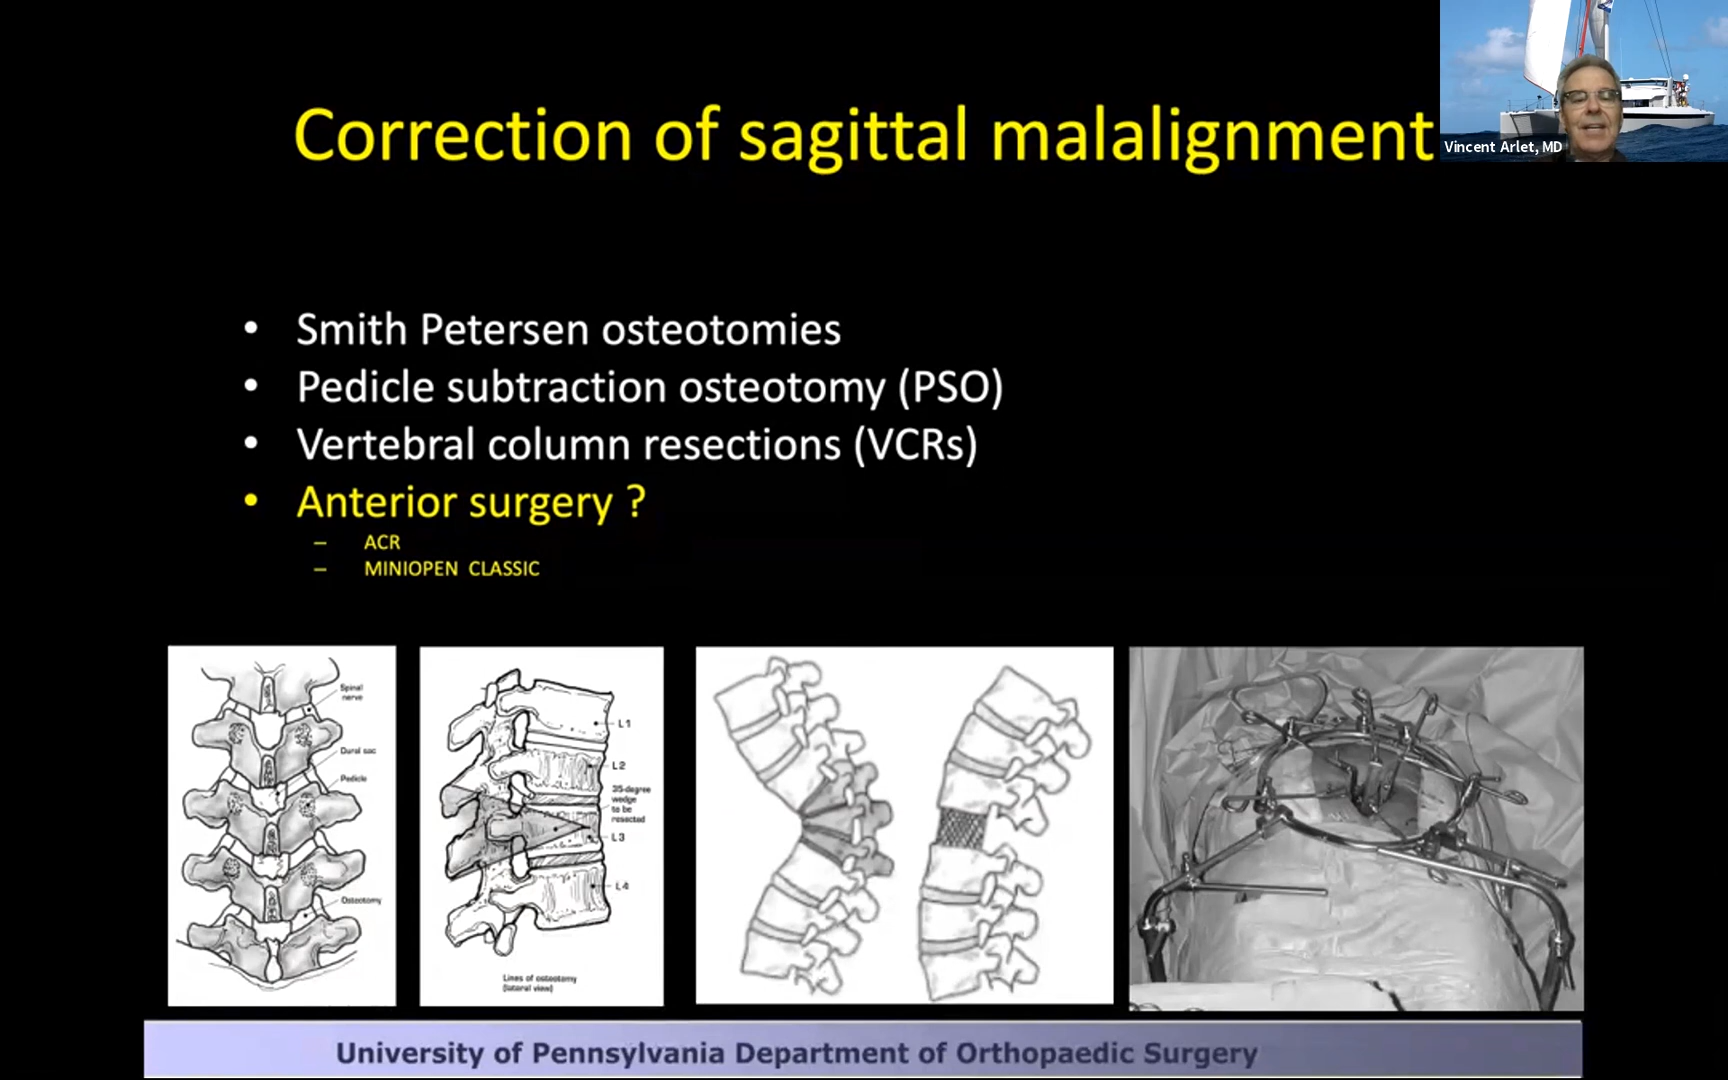 Correction of sagittal malalignment
Vincent Arlet, MD
• Smith Petersen osteotomies
• Pedicle subtraction osteotomy (PSO)
• Vertebral column resections (VCRs)
• Anterior surgery ?
– ACR
– MINIOPEN CLASSIC
Spinal
nerve
Dural sac
Pedicle
Osteotomy
L1
L2
35-degree
wedge
to be
resected
L3
L4
Lines of osteotomy
(lateral view)
University of Pennsylvania Department of Orthopaedic Surgery